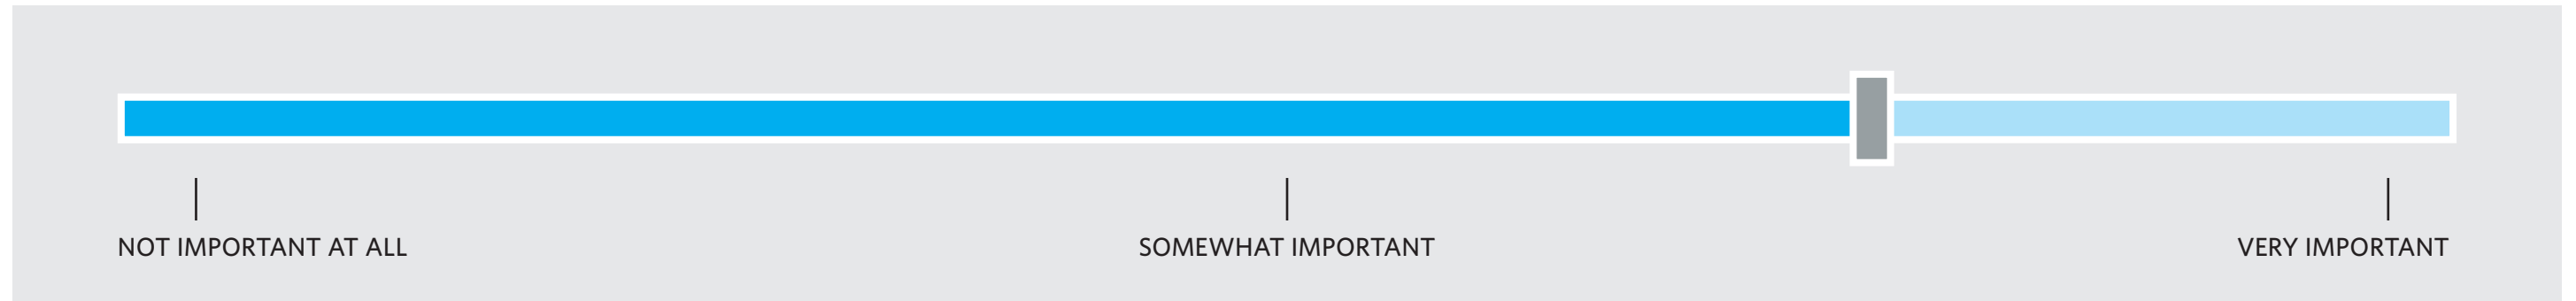 NOT IMPORTANT AT ALL
SOMEWHAT IMPORTANT
VERY IMPORTANT